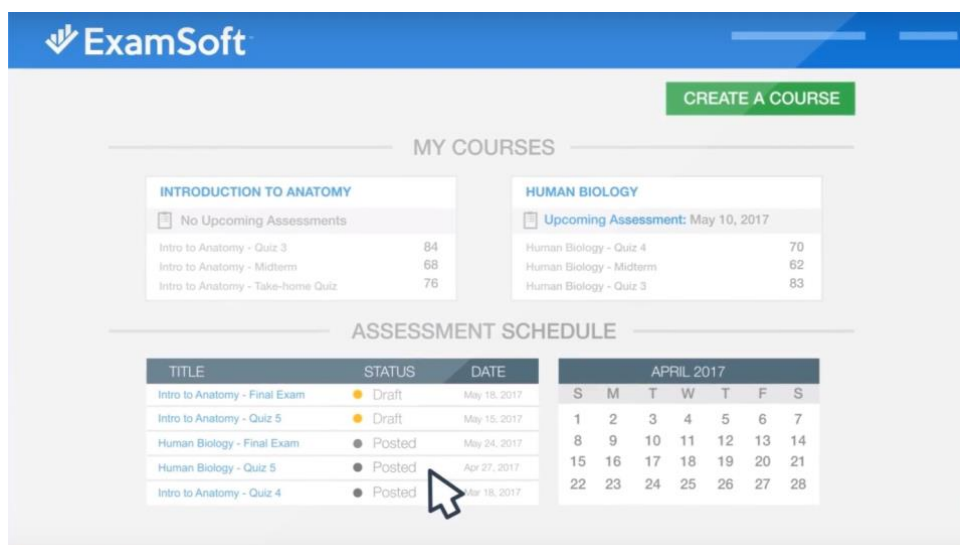 ExamSoft
CREATE A COURSE
MY COURSES
INTRODUCTION TO ANATOMY
No Upcoming Assessments
Intro to Anatomy - Quiz 3 84
Intro to Anatomy - Midterm 68
Intro to Anatomy - Take-home Quiz 76
HUMAN BIOLOGY
Upcoming Assessment: May 10, 2017
Human Biology - Quiz 4 70
Human Biology - Midterm 62
Human Biology - Quiz 3 83
ASSESSMENT SCHEDULE
TITLE STATUS DATE
Intro to Anatomy - Final Exam Draft May 18, 2017
Intro to Anatomy - Quiz 5 Draft May 15, 2017
Human Biology - Final Exam Posted May 24, 2017
Human Biology - Quiz 5 Posted Apr 27, 2017
Intro to Anatomy - Quiz 4 Posted Mar 18, 2017
APRIL 2017
S M T W T F S
1 2 3 4 5 6 7
8 9 10 11 12 13 14
15 16 17 18 19 20 21
22 23 24 25 26 27 28